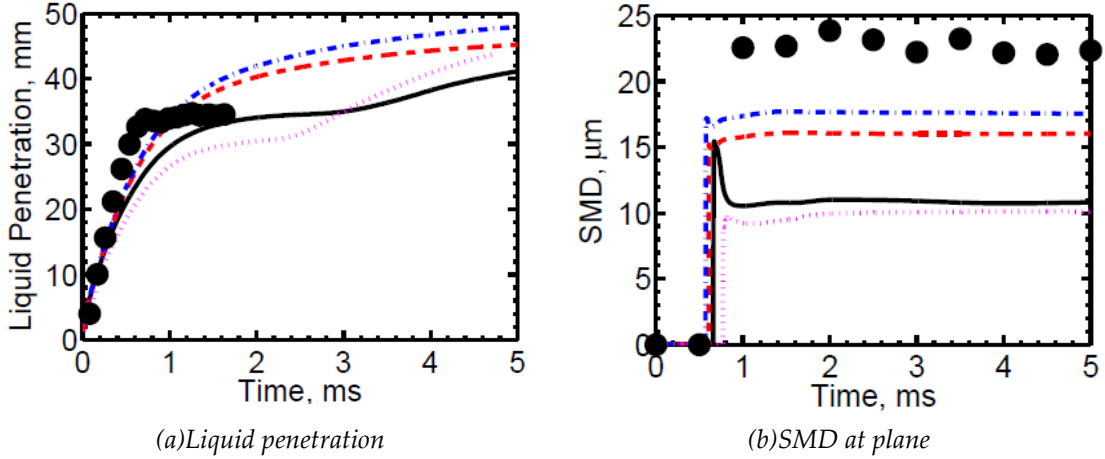 50
40
30
20
10
0
Liquid Penetration, mm
0 1 2 3 4 5
Time, ms
(a)Liquid penetration
25
20
15
10
5
0
SMD, μm
0 1 2 3 4 5
Time, ms
(b)SMD at plane